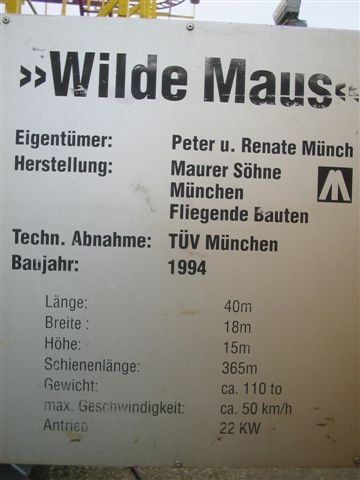 »Wilde Maus«
Eigentümer: Peter u. Renate Münch
Herstellung: Maurer Söhne
München
Fliegende Bauten
Techn. Abnahme: TÜV München
Baujahr: 1994
Länge: 40m
Breite : 18m
Höhe: 15m
Schienenlänge: 365m
Gewicht: ca. 110 to
max. Geschwindigkeit: ca. 50 km/h
Antrieb 22 KW